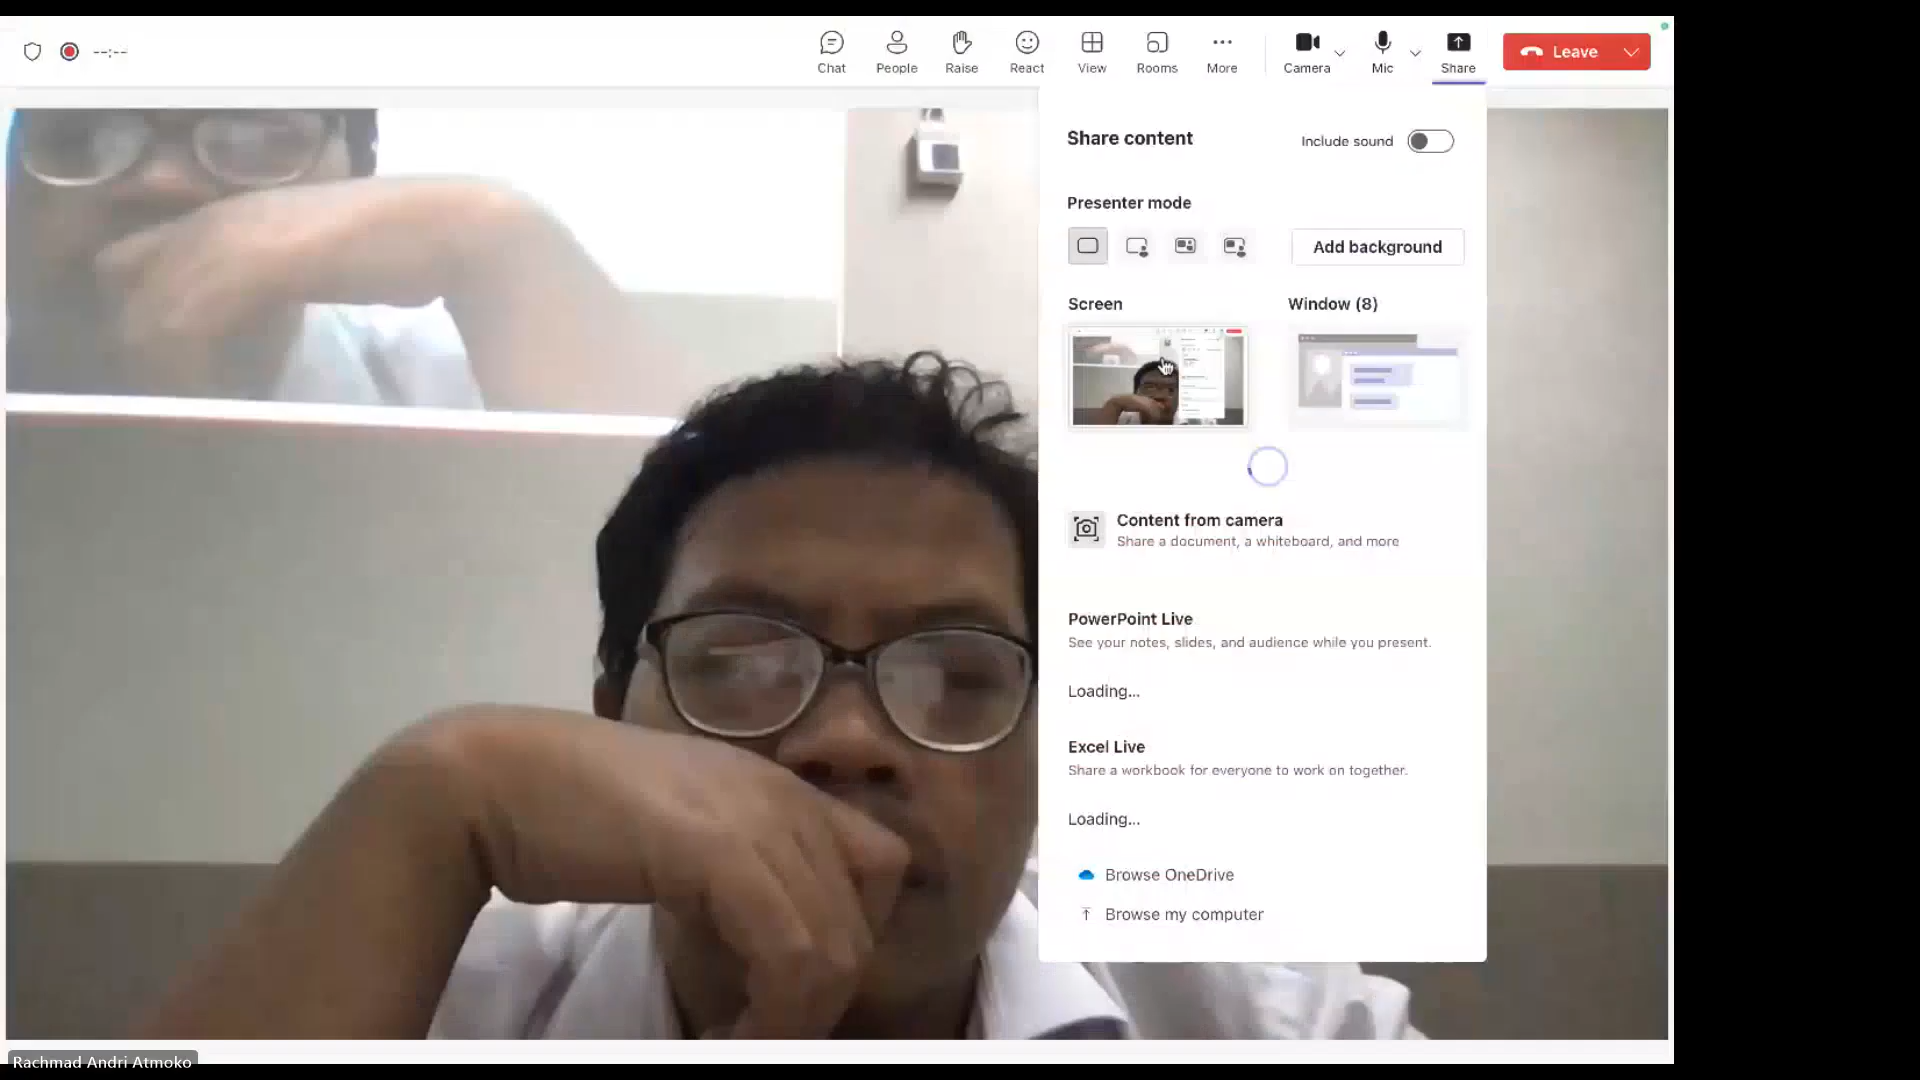 --:--
Chat
People
Raise
React
View
Rooms
More
Camera
Mic
Share
Leave
Share content
Include sound
Presenter mode
Add background
Screen
Window (8)
Content from camera
Share a document, a whiteboard, and more
PowerPoint Live
See your notes, slides, and audience while you present.
Loading...
Excel Live
Share a workbook for everyone to work on together.
Loading...
Browse OneDrive
Browse my computer
Rachmad Andri Atmoko